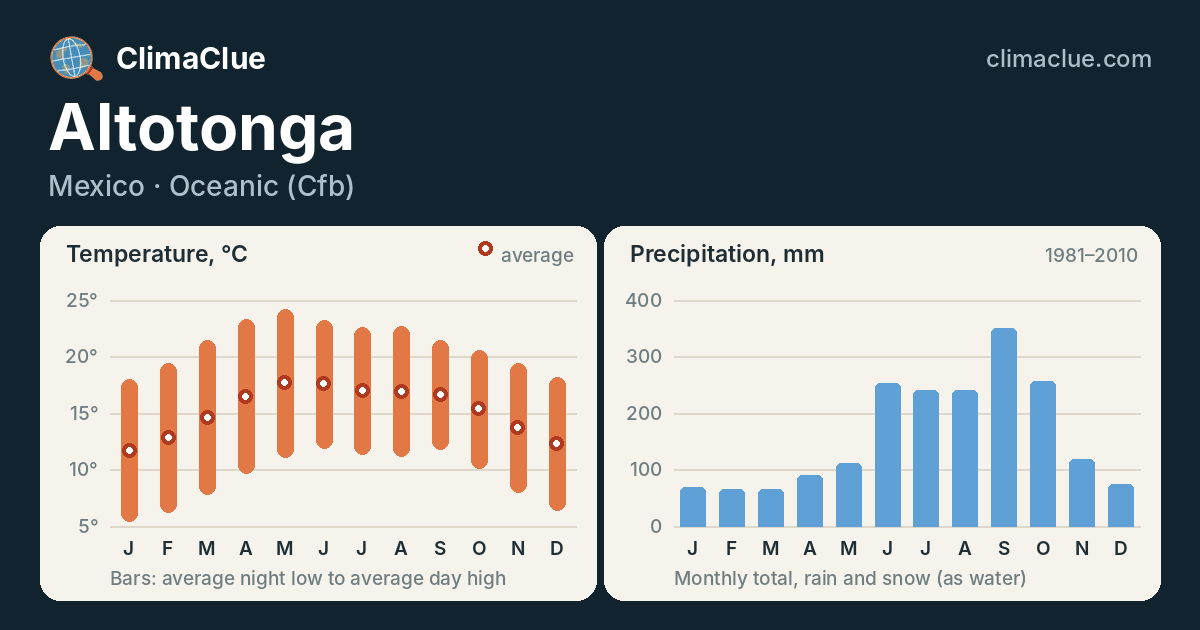 ClimaClue
climaclue.com
Altotonga
Mexico · Oceanic (Cfb)
Temperature, °C
average
25°
20°
15°
10°
5°
J F M A M J J A S O N D
Bars: average night low to average day high
Precipitation, mm
1981–2010
400
300
200
100
0
J F M A M J J A S O N D
Monthly total, rain and snow (as water)